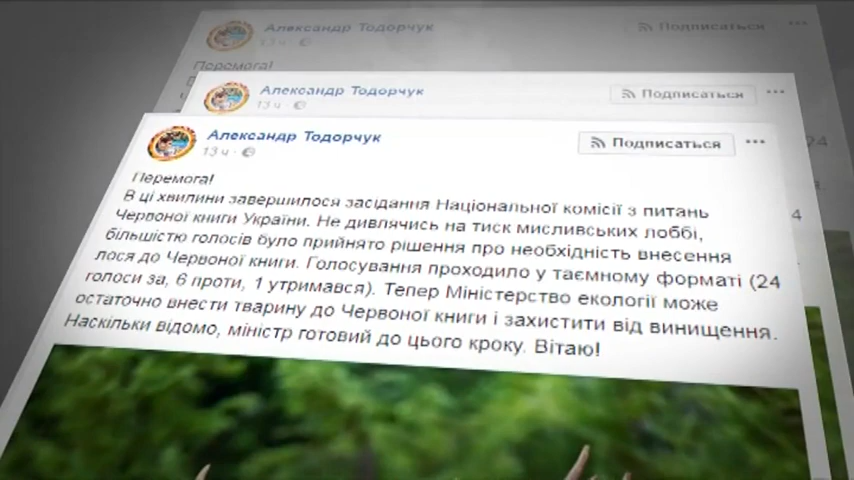 Александр Тодорчук
13 ч
Подписаться
Перемога!
Александр Тодорчук
13 ч
Подписаться
Александр Тодорчук
13 ч
Подписаться
Перемога!
В ці хвилини завершилося засідання Національної комісії з питань
Червоної книги України. Не дивлячись на тиск мисливських лоббі,
більшістю голосів було прийнято рішення про необхідність внесення
лося до Червоної книги. Голосування проходило у таємному форматі (24
голоси за, 6 проти, 1 утримався). Тепер Міністерство екології може
остаточно внести тварину до Червоної книги і захистити від винищення.
Наскільки відомо, міністр готовий до цього кроку. Вітаю!